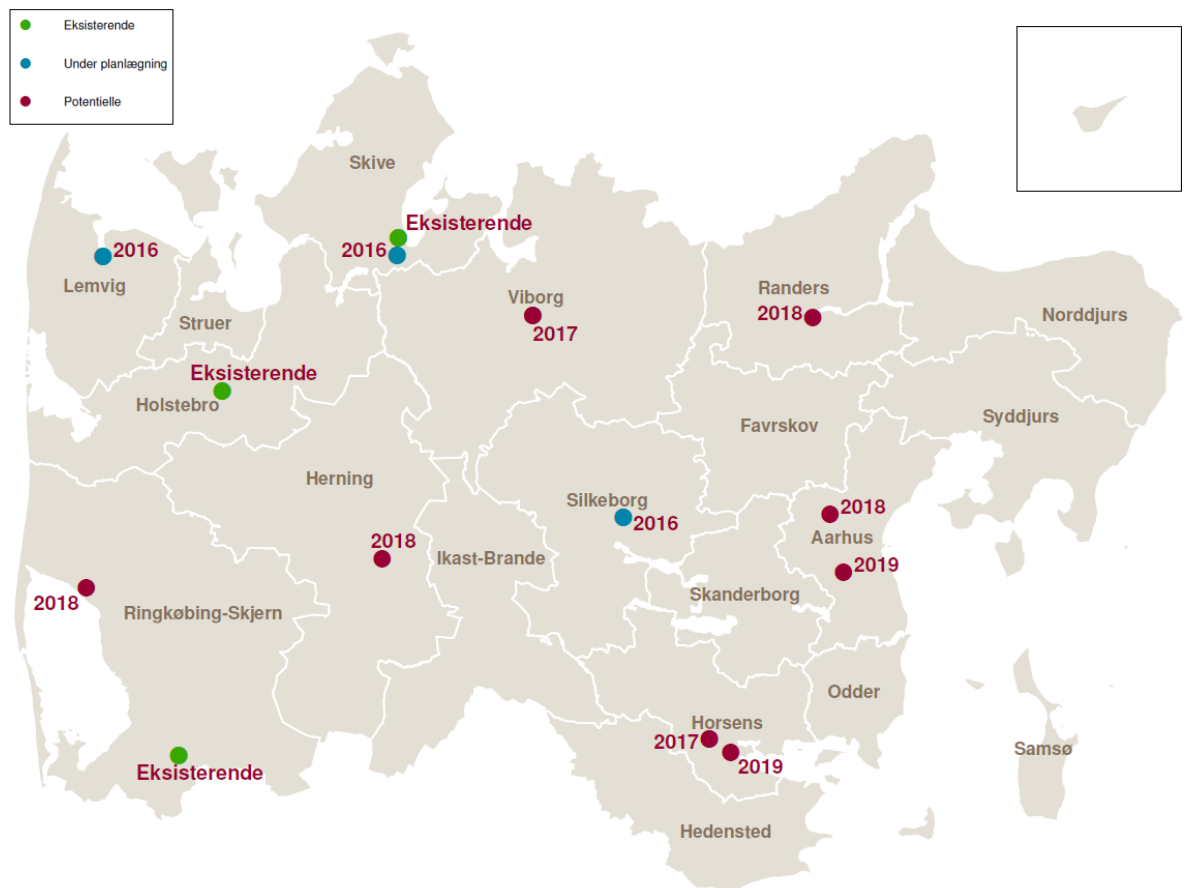 Eksisterende
Under planlægning
Potentielle
Skive
Eksisterende
2016
2016
Lemvig
Viborg
2017
Randers
2018
Norddjurs
Struer
Eksisterende
Holstebro
Syddjurs
Favrskov
Herning
Silkeborg
2016
2018
Aarhus
2018
Ikast-Brande
2019
Skanderborg
2018
Ringkøbing-Skjern
Odder
Horsens
2017
2019
Samsø
Eksisterende
Hedensted